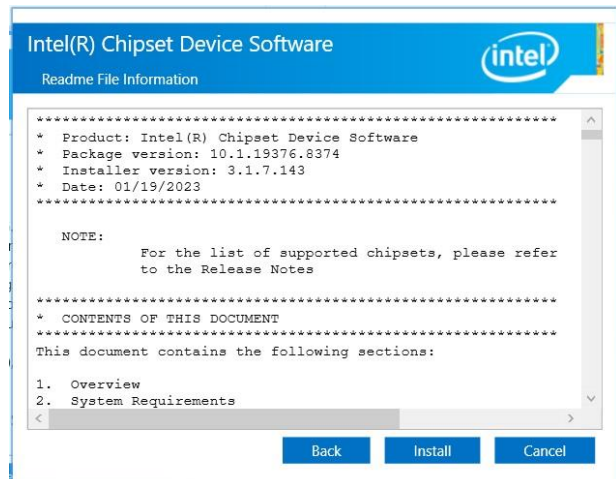 Intel(R) Chipset Device Software
Readme File Information
intel
************************************************************
*  Product: Intel(R) Chipset Device Software
*  Package version: 10.1.19376.8374
*  Installer version: 3.1.7.143
*  Date: 01/19/2023
************************************************************
NOTE:
For the list of supported chipsets, please refer
to the Release Notes
************************************************************
*  CONTENTS OF THIS DOCUMENT
************************************************************
This document contains the following sections:
1.  Overview
2.  System Requirements
Back
Install
Cancel